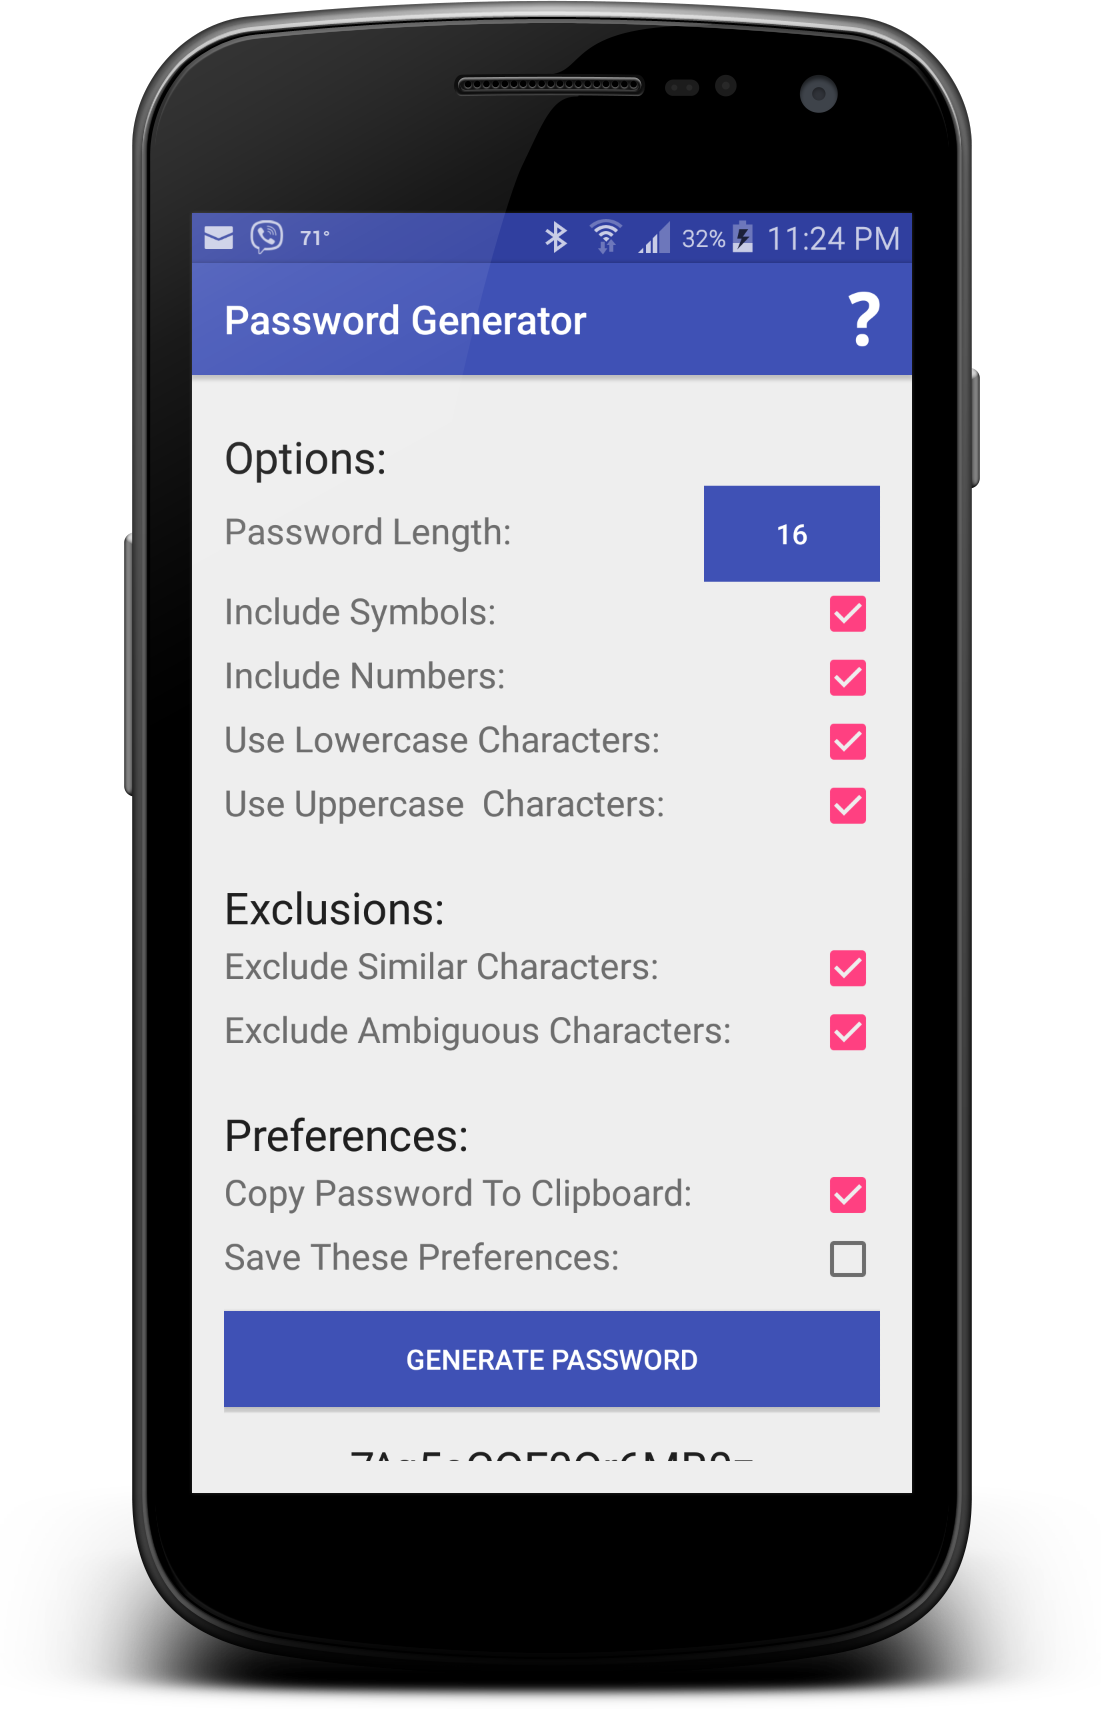 71° 32% 11:24 PM
Password Generator ?
Options:
Password Length: 16
Include Symbols:
Include Numbers:
Use Lowercase Characters:
Use Uppercase  Characters:
Exclusions:
Exclude Similar Characters:
Exclude Ambiguous Characters:
Preferences:
Copy Password To Clipboard:
Save These Preferences:
GENERATE PASSWORD